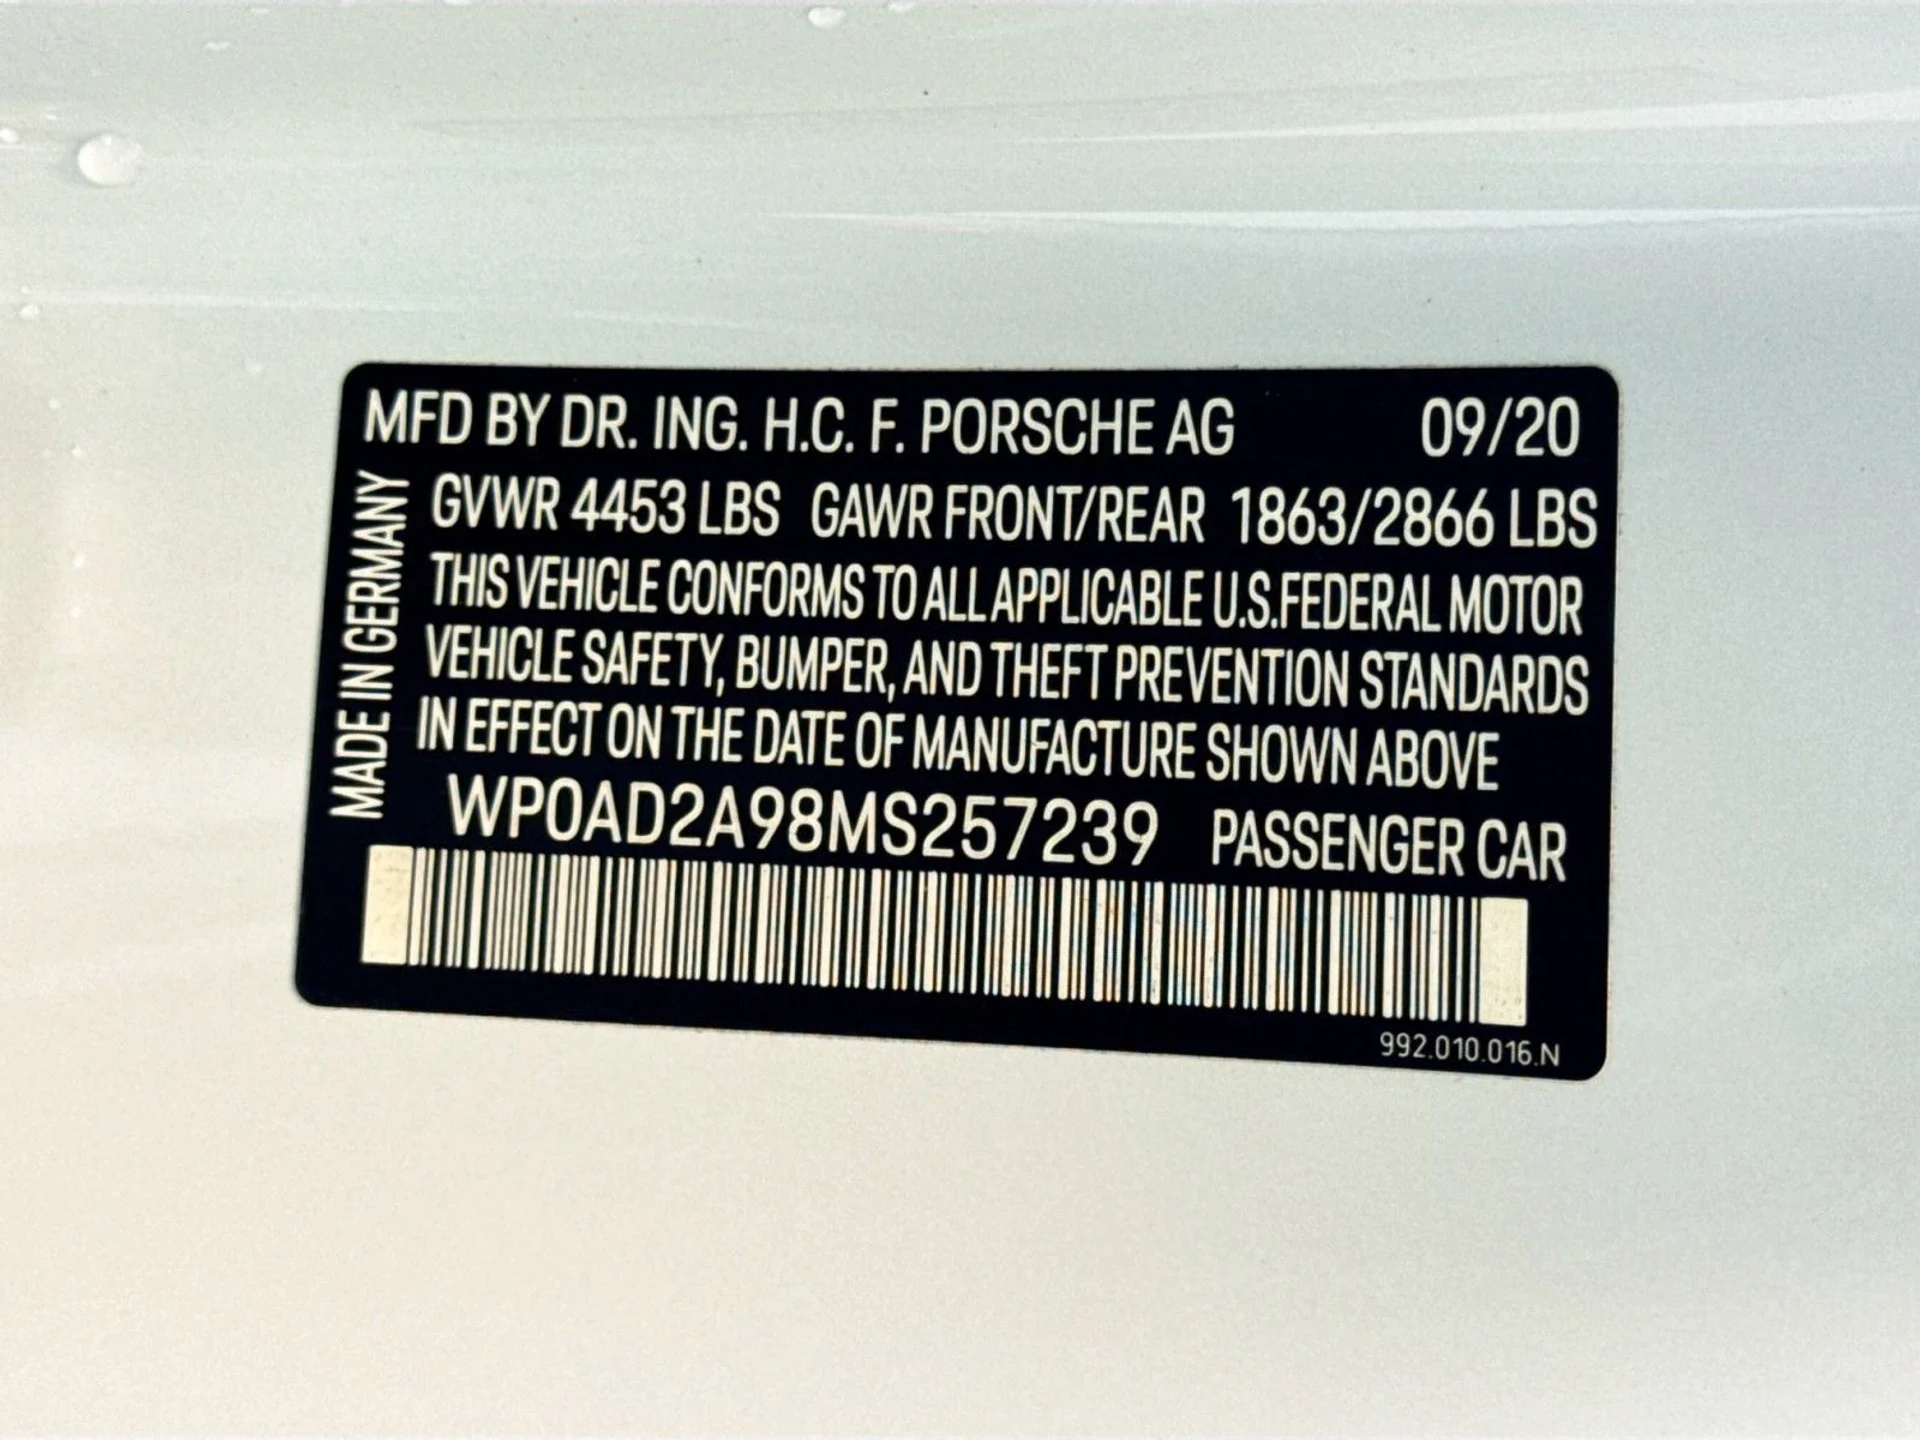 MFD BY DR. ING. H.C. F. PORSCHE AG 09/20
MADE IN GERMANY
GVWR 4453 LBS GAWR FRONT/REAR 1863/2866 LBS
THIS VEHICLE CONFORMS TO ALL APPLICABLE U.S.FEDERAL MOTOR
VEHICLE SAFETY, BUMPER, AND THEFT PREVENTION STANDARDS
IN EFFECT ON THE DATE OF MANUFACTURE SHOWN ABOVE
WP0AD2A98MS257239 PASSENGER CAR
992.010.016.N